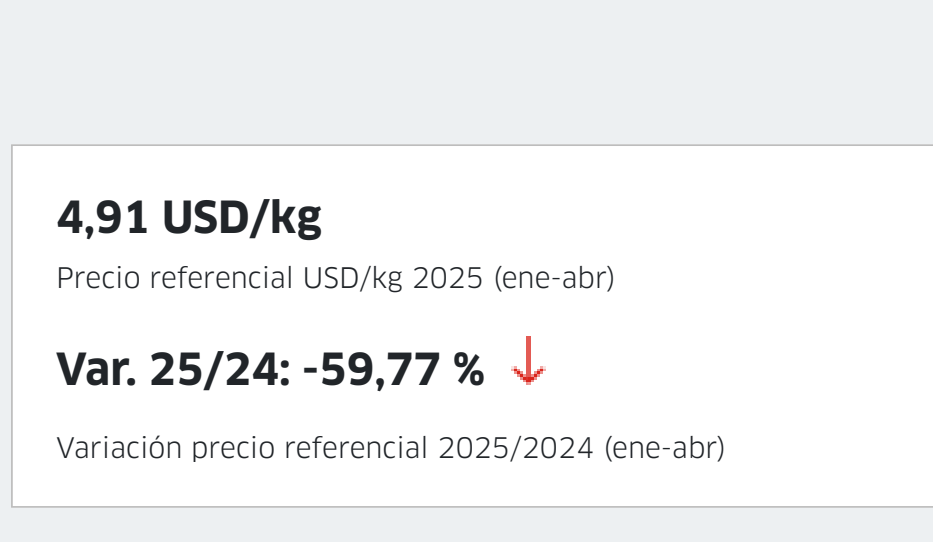 4,91 USD/kg
Precio referencial USD/kg 2025 (ene-abr)
Var. 25/24: -59,77 %
Variación precio referencial 2025/2024 (ene-abr)